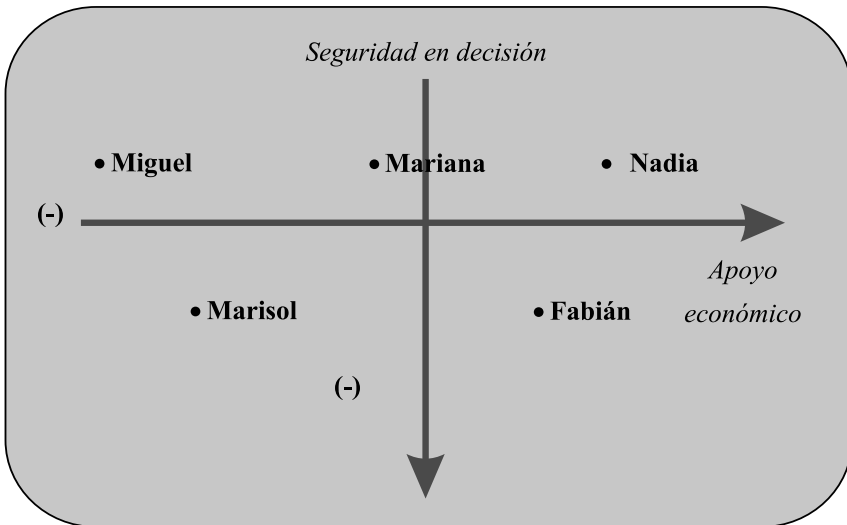 Seguridad en decisión
• Miguel
• Mariana
• Nadia
(-)
Apoyo
económico
• Marisol
• Fabián
(-)